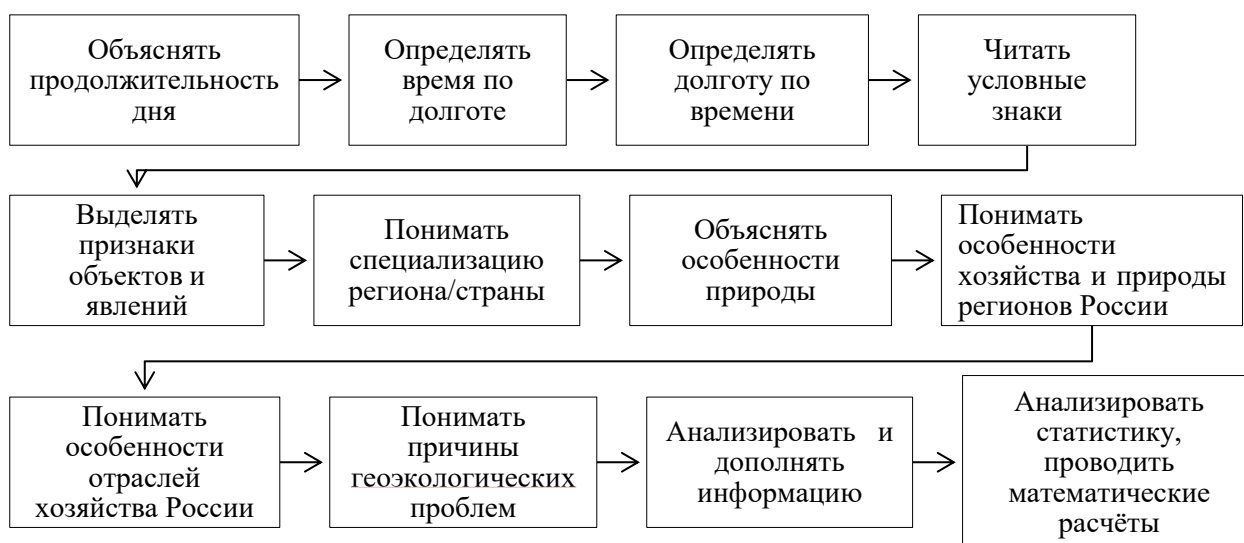 Объяснять
продолжительность
дня
Определять
время по
долготе
Определять
долготу по
времени
Читать
условные
знаки
Выделять
признаки
объектов и
явлений
Понимать
специализацию
региона/страны
Объяснять
особенности
природы
Понимать
особенности
хозяйства и природы
регионов России
Понимать
особенности
отраслей
хозяйства России
Понимать
причины
геоэкологических
проблем
Анализировать и
дополнять
информацию
Анализировать
статистику,
проводить
математические
расчёты